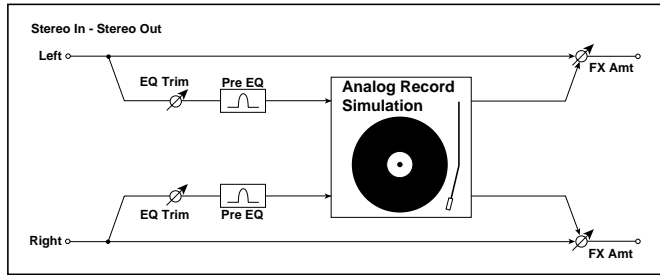 Stereo In - Stereo Out
Left
FX Amt
EQ Trim
Pre EQ
Analog Record
Simulation
EQ Trim
Pre EQ
Right
FX Amt